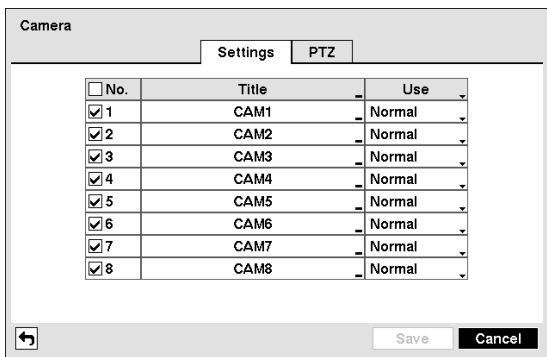 Camera
Settings PTZ
No. Title Use
1 CAM1 Normal
2 CAM2 Normal
3 CAM3 Normal
4 CAM4 Normal
5 CAM5 Normal
6 CAM6 Normal
7 CAM7 Normal
8 CAM8 Normal
Save Cancel